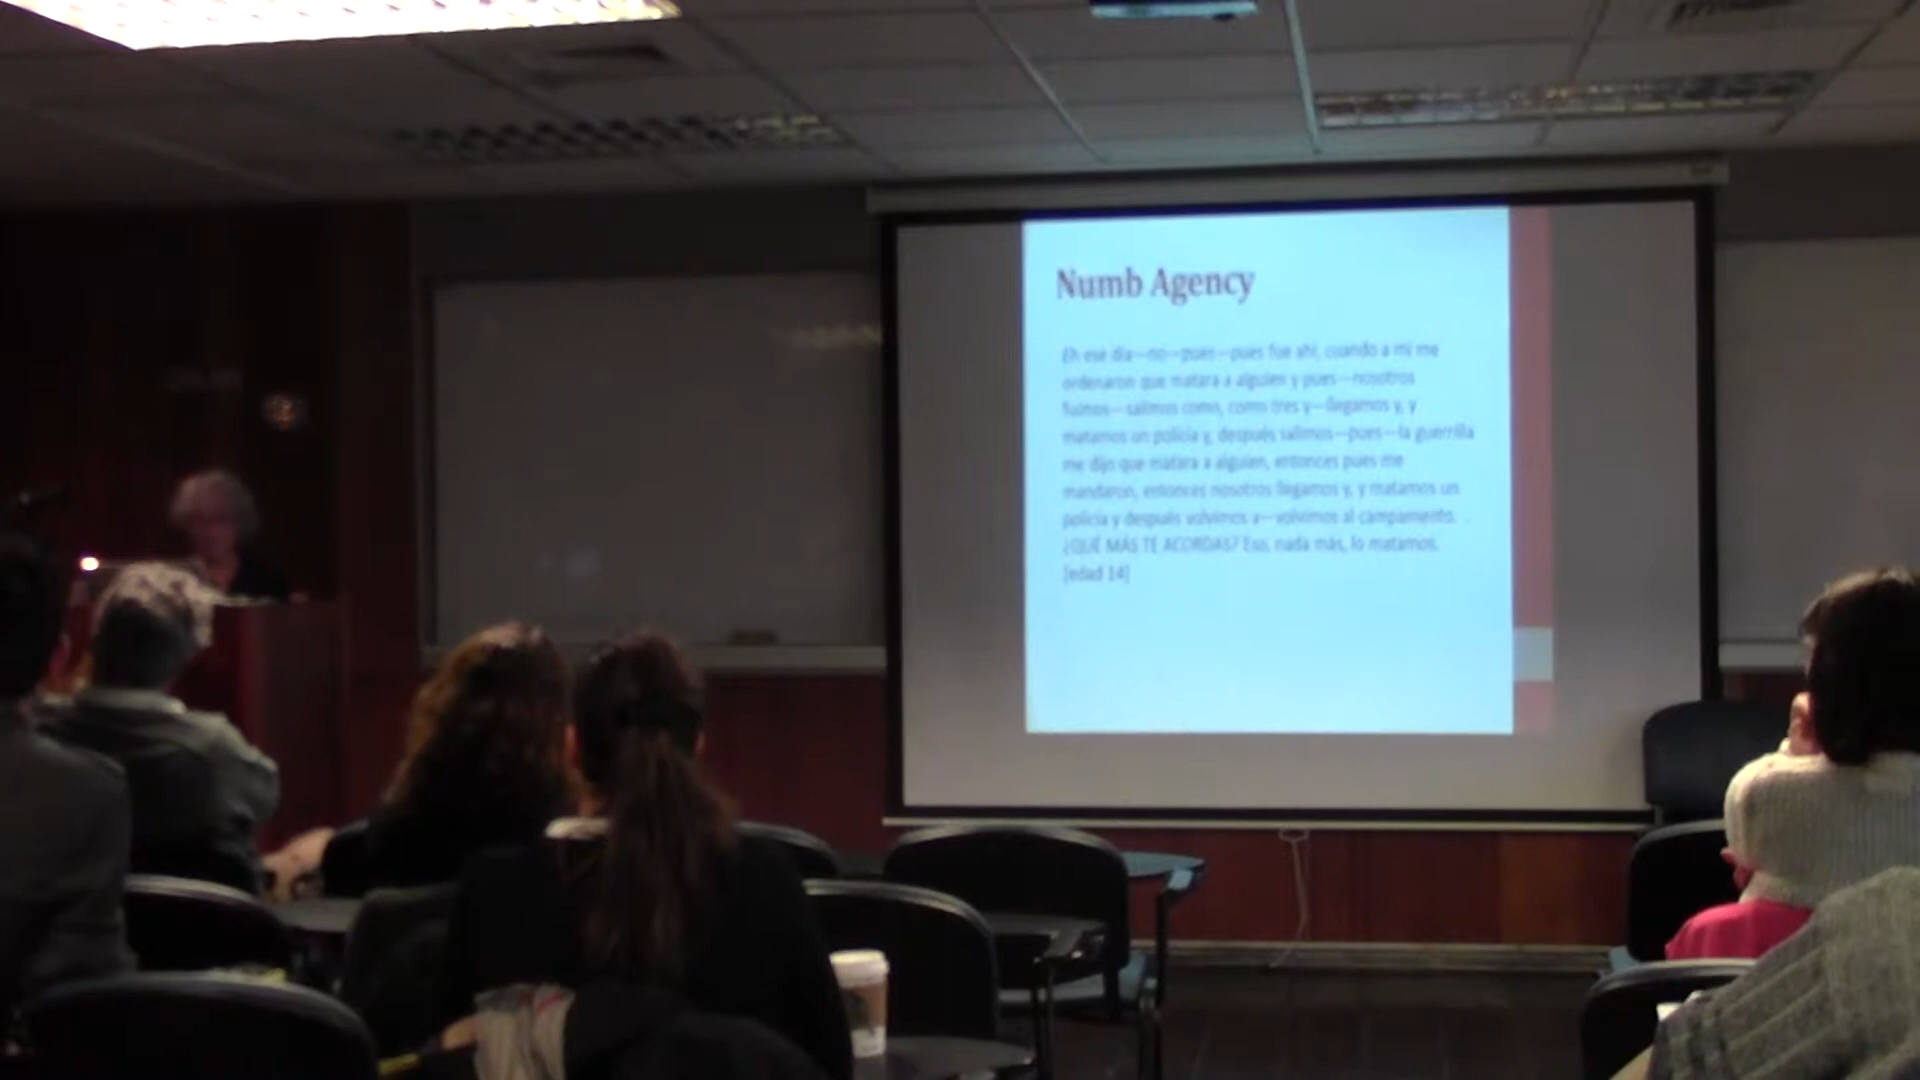 Numb Agency
Eh ese día—no—pues—pues fue ahí, cuando a mi me
ordenaron que matara a alguien y pues—nosotros
fuimos—salimos como, como tres y—llegamos y, y
matamos un policía y, después salimos—pues—la guerrilla
me dijo que matara a alguien, entonces pues me
mandaron, entonces nosotros llegamos y, y matamos un
policía y después volvimos a—volvimos al campamento.
¿QUÉ MÁS TE ACORDAS? Eso, nada más, lo matamos.
[edad 14]